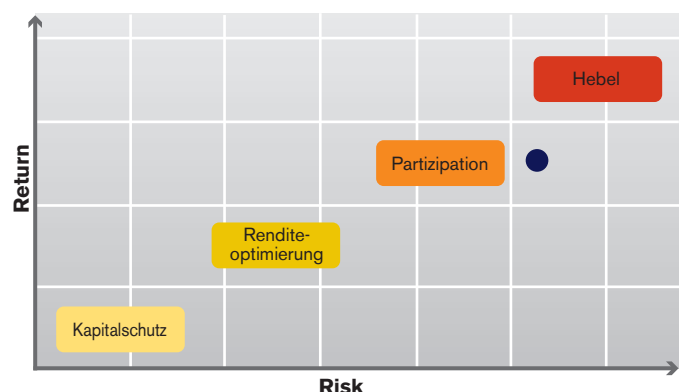 Hebel
Partizipation
Rendite-
optimierung
Kapitalschutz
Return
Risk